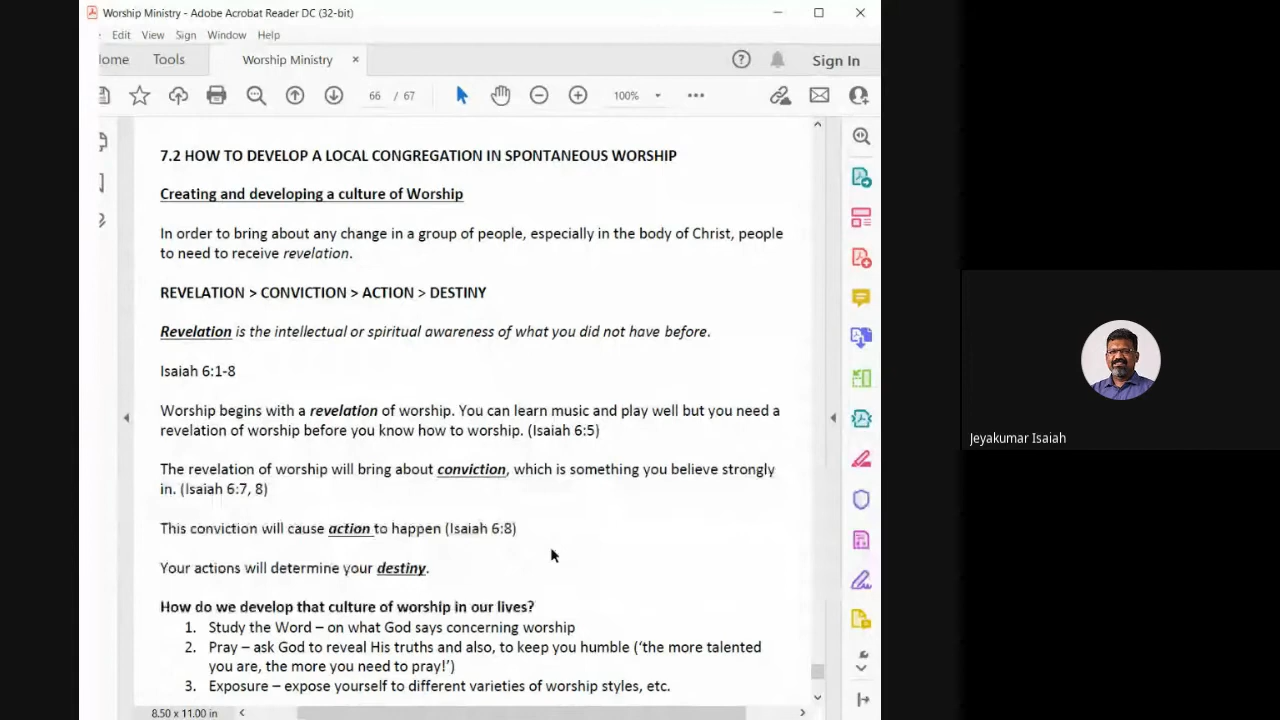 Worship Ministry - Adobe Acrobat Reader DC (32-bit)
Edit View Sign Window Help
ome Tools Worship Ministry × Sign In
66 / 67 100%
7.2 HOW TO DEVELOP A LOCAL CONGREGATION IN SPONTANEOUS WORSHIP
Creating and developing a culture of Worship
In order to bring about any change in a group of people, especially in the body of Christ, people
to need to receive revelation.
REVELATION > CONVICTION > ACTION > DESTINY
Revelation is the intellectual or spiritual awareness of what you did not have before.
Isaiah 6:1-8
Worship begins with a revelation of worship. You can learn music and play well but you need a
revelation of worship before you know how to worship. (Isaiah 6:5)
The revelation of worship will bring about conviction, which is something you believe strongly
in. (Isaiah 6:7, 8)
This conviction will cause action to happen (Isaiah 6:8)
Your actions will determine your destiny.
How do we develop that culture of worship in our lives?
1. Study the Word – on what God says concerning worship
2. Pray – ask God to reveal His truths and also, to keep you humble (‘the more talented
you are, the more you need to pray!’)
3. Exposure – expose yourself to different varieties of worship styles, etc.
8.50 x 11.00 in
Jeyakumar Isaiah